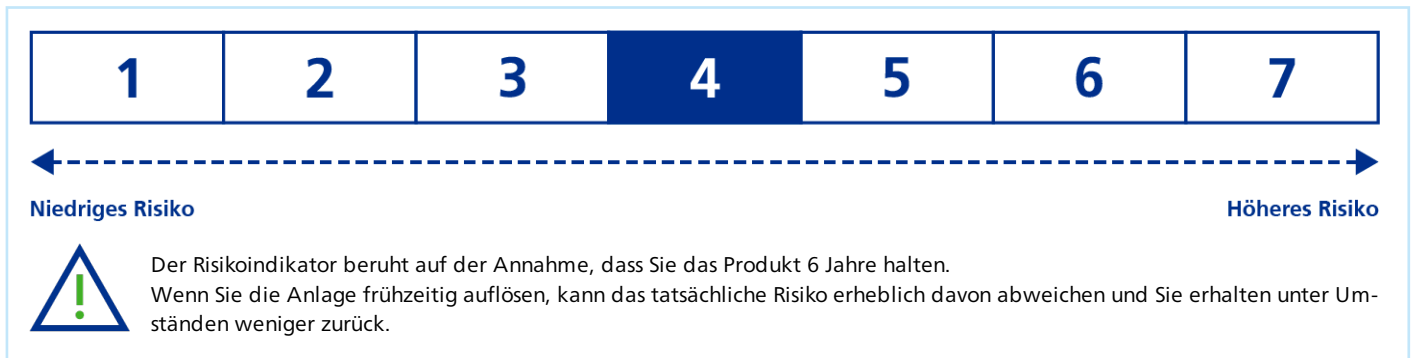 1 2 3 4 5 6 7
Niedriges Risiko Höheres Risiko
!
Der Risikoindikator beruht auf der Annahme, dass Sie das Produkt 6 Jahre halten.
Wenn Sie die Anlage frühzeitig auflösen, kann das tatsächliche Risiko erheblich davon abweichen und Sie erhalten unter Um-
ständen weniger zurück.